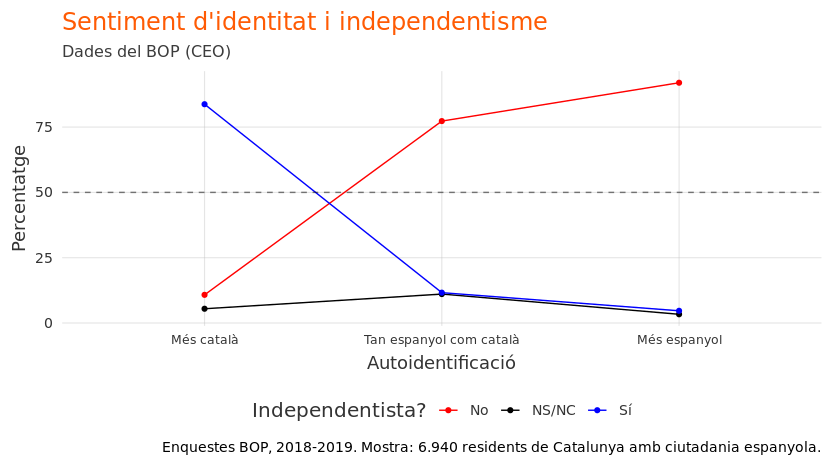 Sentiment d'identitat i independentisme
Dades del BOP (CEO)
Percentatge
75
50
25
0
Més català
Tan espanyol com català
Més espanyol
Autoidentificació
Independentista? No NS/NC Sí
Enquestes BOP, 2018-2019. Mostra: 6.940 residents de Catalunya amb ciutadania espanyola.